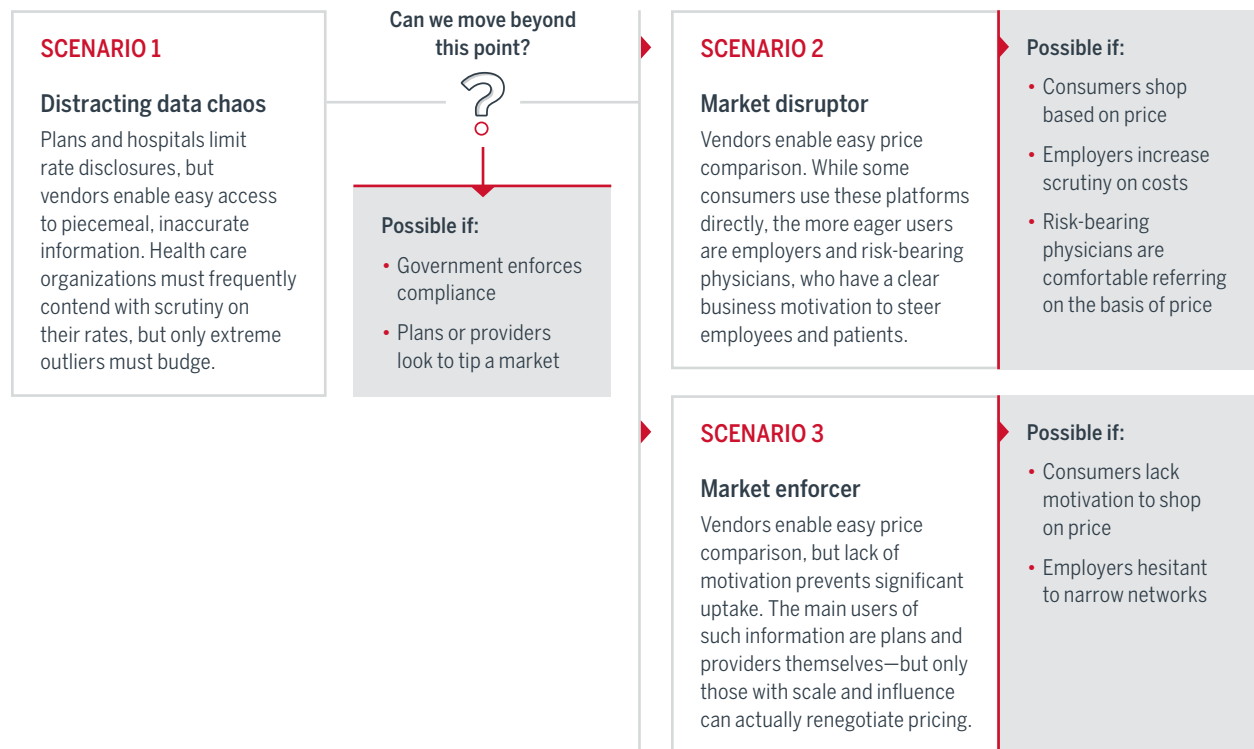 SCENARIO 1
Distracting data chaos
Plans and hospitals limit
rate disclosures, but
vendors enable easy access
to piecemeal, inaccurate
information. Health care
organizations must frequently
contend with scrutiny on
their rates, but only extreme
outliers must budge.
Can we move beyond
this point?
?
Possible if:
• Government enforces
compliance
• Plans or providers
look to tip a market
SCENARIO 2
Market disruptor
Vendors enable easy price
comparison. While some
consumers use these platforms
directly, the more eager users
are employers and risk-bearing
physicians, who have a clear
business motivation to steer
employees and patients.
Possible if:
• Consumers shop
based on price
• Employers increase
scrutiny on costs
• Risk-bearing
physicians are
comfortable referring
on the basis of price
SCENARIO 3
Market enforcer
Vendors enable easy price
comparison, but lack of
motivation prevents significant
uptake. The main users of
such information are plans and
providers themselves—but only
those with scale and influence
can actually renegotiate pricing.
Possible if:
• Consumers lack
motivation to shop
on price
• Employers hesitant
to narrow networks